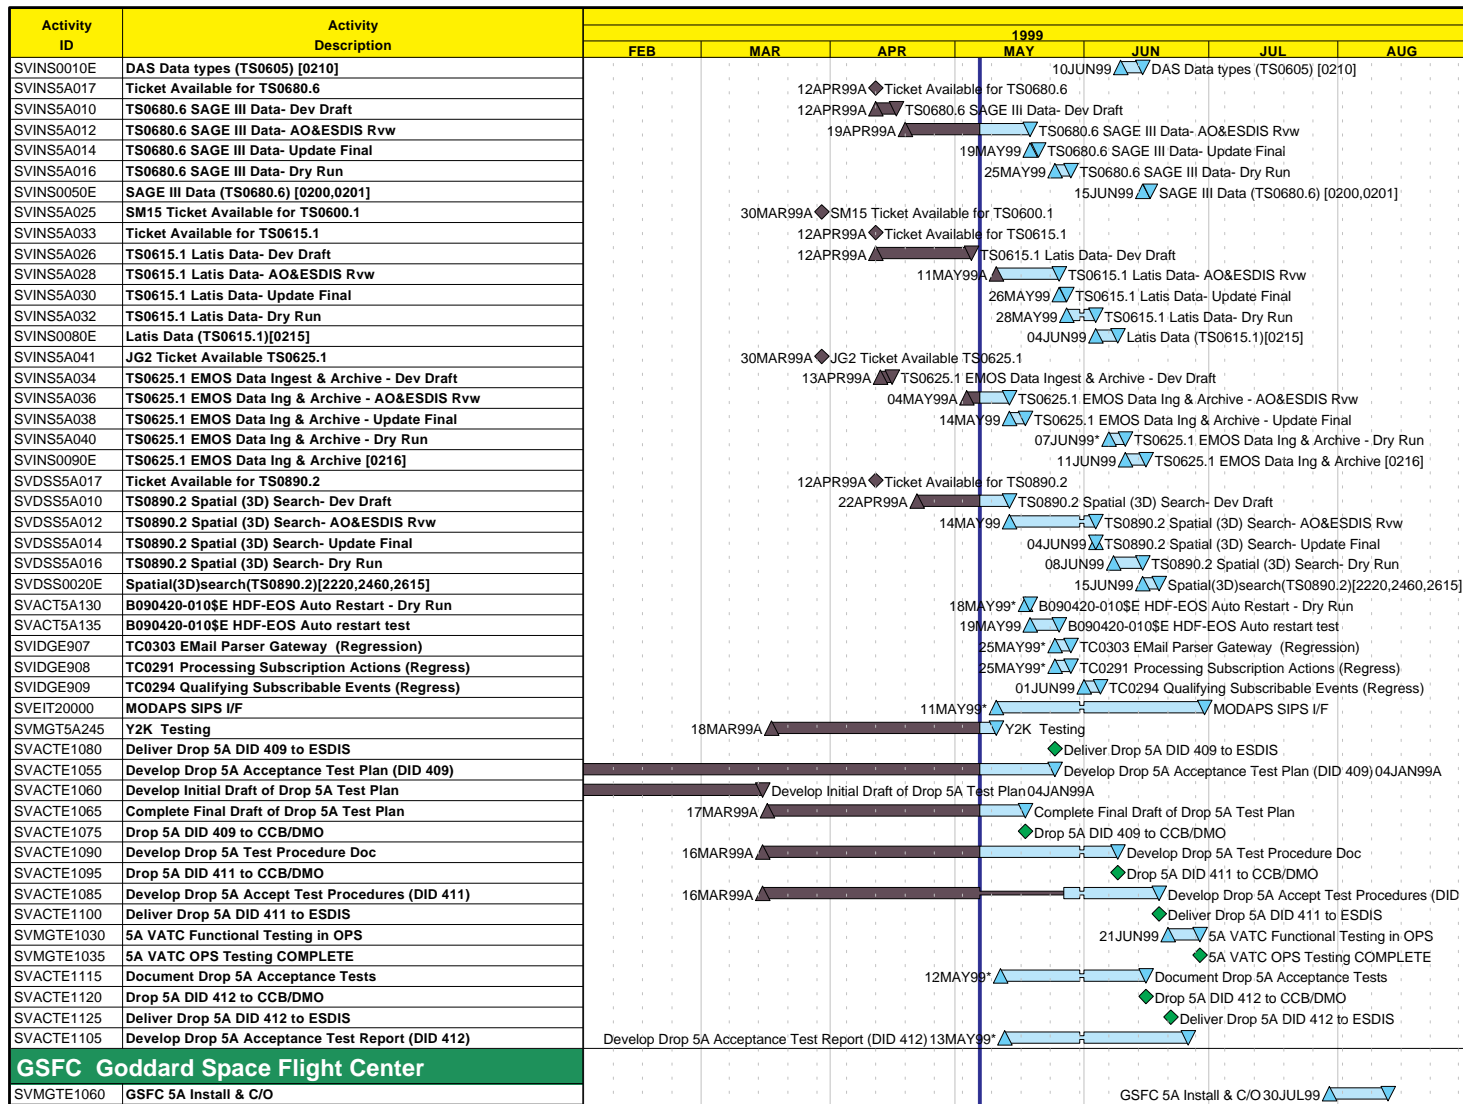 Activity ID Activity Description 1999
FEB MAR APR MAY JUN JUL AUG
SVINS0010E DAS Data types (TS0605) [0210] 10JUN99 DAS Data types (TS0605) [0210]
SVINS5A017 Ticket Available for TS0680.6 12APR99A Ticket Available for TS0680.6
SVINS5A010 TS0680.6 SAGE III Data- Dev Draft 12APR99A TS0680.6 SAGE III Data- Dev Draft
SVINS5A012 TS0680.6 SAGE III Data- AO&ESDIS Rvw 19APR99A TS0680.6 SAGE III Data- AO&ESDIS Rvw
SVINS5A014 TS0680.6 SAGE III Data- Update Final 19MAY99 TS0680.6 SAGE III Data- Update Final
SVINS5A016 TS0680.6 SAGE III Data- Dry Run 25MAY99 TS0680.6 SAGE III Data- Dry Run
SVINS0050E SAGE III Data (TS0680.6) [0200,0201] 15JUN99 SAGE III Data (TS0680.6) [0200,0201]
SVINS5A025 SM15 Ticket Available for TS0600.1 30MAR99A SM15 Ticket Available for TS0600.1
SVINS5A033 Ticket Available for TS0615.1 12APR99A Ticket Available for TS0615.1
SVINS5A026 TS0615.1 Latis Data- Dev Draft 12APR99A TS0615.1 Latis Data- Dev Draft
SVINS5A028 TS0615.1 Latis Data- AO&ESDIS Rvw 11MAY99A TS0615.1 Latis Data- AO&ESDIS Rvw
SVINS5A030 TS0615.1 Latis Data- Update Final 26MAY99 TS0615.1 Latis Data- Update Final
SVINS5A032 TS0615.1 Latis Data- Dry Run 28MAY99 TS0615.1 Latis Data- Dry Run
SVINS0080E Latis Data (TS0615.1)[0215] 04JUN99 Latis Data (TS0615.1)[0215]
SVINS5A041 JG2 Ticket Available TS0625.1 30MAR99A JG2 Ticket Available TS0625.1
SVINS5A034 TS0625.1 EMOS Data Ingest & Archive - Dev Draft 13APR99A TS0625.1 EMOS Data Ingest & Archive - Dev Draft
SVINS5A036 TS0625.1 EMOS Data Ing & Archive - AO&ESDIS Rvw 04MAY99A TS0625.1 EMOS Data Ing & Archive - AO&ESDIS Rvw
SVINS5A038 TS0625.1 EMOS Data Ing & Archive - Update Final 14MAY99 TS0625.1 EMOS Data Ing & Archive - Update Final
SVINS5A040 TS0625.1 EMOS Data Ing & Archive - Dry Run 07JUN99* TS0625.1 EMOS Data Ing & Archive - Dry Run
SVINS0090E TS0625.1 EMOS Data Ing & Archive [0216] 11JUN99 TS0625.1 EMOS Data Ing & Archive [0216]
SVDSS5A017 Ticket Available for TS0890.2 12APR99A Ticket Available for TS0890.2
SVDSS5A010 TS0890.2 Spatial (3D) Search- Dev Draft 22APR99A TS0890.2 Spatial (3D) Search- Dev Draft
SVDSS5A012 TS0890.2 Spatial (3D) Search- AO&ESDIS Rvw 14MAY99 TS0890.2 Spatial (3D) Search- AO&ESDIS Rvw
SVDSS5A014 TS0890.2 Spatial (3D) Search- Update Final 04JUN99 TS0890.2 Spatial (3D) Search- Update Final
SVDSS5A016 TS0890.2 Spatial (3D) Search- Dry Run 08JUN99 TS0890.2 Spatial (3D) Search- Dry Run
SVDSS0020E Spatial(3D)search(TS0890.2)[2220,2460,2615] 15JUN99 Spatial(3D)search(TS0890.2)[2220,2460,2615]
SVACT5A130 B090420-010$E HDF-EOS Auto Restart - Dry Run 18MAY99* B090420-010$E HDF-EOS Auto Restart - Dry Run
SVACT5A135 B090420-010$E HDF-EOS Auto restart test 19MAY99 B090420-010$E HDF-EOS Auto restart test
SVIDGE907 TC0303 EMail Parser Gateway (Regression) 25MAY99* TC0303 EMail Parser Gateway (Regression)
SVIDGE908 TC0291 Processing Subscription Actions (Regress) 25MAY99* TC0291 Processing Subscription Actions (Regress)
SVIDGE909 TC0294 Qualifying Subscribable Events (Regress) 01JUN99 TC0294 Qualifying Subscribable Events (Regress)
SVEIT20000 MODAPS SIPS I/F 11MAY99* MODAPS SIPS I/F
SVMGT5A245 Y2K Testing 18MAR99A Y2K Testing
SVACTE1080 Deliver Drop 5A DID 409 to ESDIS Deliver Drop 5A DID 409 to ESDIS
SVACTE1055 Develop Drop 5A Acceptance Test Plan (DID 409) Develop Drop 5A Acceptance Test Plan (DID 409) 04JAN99A
SVACTE1060 Develop Initial Draft of Drop 5A Test Plan Develop Initial Draft of Drop 5A Test Plan 04JAN99A
SVACTE1065 Complete Final Draft of Drop 5A Test Plan 17MAR99A Complete Final Draft of Drop 5A Test Plan
SVACTE1075 Drop 5A DID 409 to CCB/DMO Drop 5A DID 409 to CCB/DMO
SVACTE1090 Develop Drop 5A Test Procedure Doc 16MAR99A Develop Drop 5A Test Procedure Doc
SVACTE1095 Drop 5A DID 411 to CCB/DMO Drop 5A DID 411 to CCB/DMO
SVACTE1085 Develop Drop 5A Accept Test Procedures (DID 411) 16MAR99A Develop Drop 5A Accept Test Procedures (DID
SVACTE1100 Deliver Drop 5A DID 411 to ESDIS Deliver Drop 5A DID 411 to ESDIS
SVMGTE1030 5A VATC Functional Testing in OPS 21JUN99 5A VATC Functional Testing in OPS
SVMGTE1035 5A VATC OPS Testing COMPLETE 5A VATC OPS Testing COMPLETE
SVACTE1115 Document Drop 5A Acceptance Tests 12MAY99* Document Drop 5A Acceptance Tests
SVACTE1120 Drop 5A DID 412 to CCB/DMO Drop 5A DID 412 to CCB/DMO
SVACTE1125 Deliver Drop 5A DID 412 to ESDIS Deliver Drop 5A DID 412 to ESDIS
SVACTE1105 Develop Drop 5A Acceptance Test Report (DID 412) Develop Drop 5A Acceptance Test Report (DID 412) 13MAY99*
GSFC Goddard Space Flight Center
SVMGTE1060 GSFC 5A Install & C/O GSFC 5A Install & C/O 30JUL99